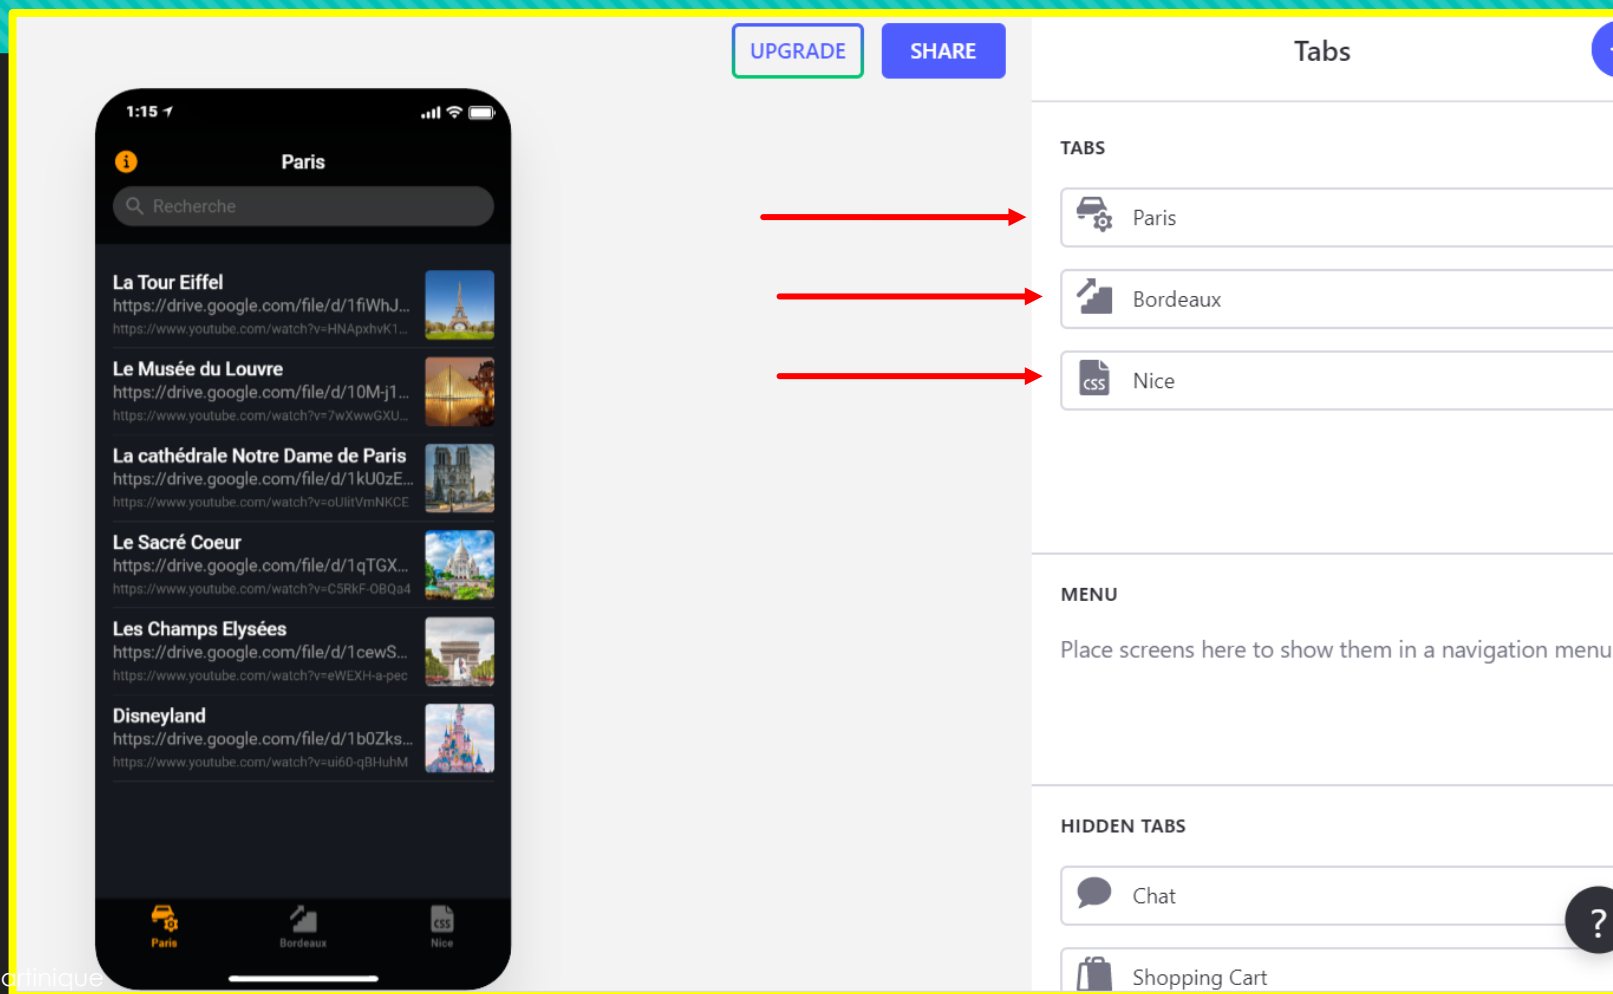 UPGRADE
SHARE
Tabs
1:15
Paris
Recherche
La Tour Eiffel
https://drive.google.com/file/d/1fiWhJ...
https://www.youtube.com/watch?v=HNApxhvK1...
Le Musée du Louvre
https://drive.google.com/file/d/10M-j1...
https://www.youtube.com/watch?v=7wXwwGXU...
La cathédrale Notre Dame de Paris
https://drive.google.com/file/d/1kU0zE...
https://www.youtube.com/watch?v=oUIitVmNKCE
Le Sacré Coeur
https://drive.google.com/file/d/1qTGX...
https://www.youtube.com/watch?v=C5RkF-OBQa4
Les Champs Elysées
https://drive.google.com/file/d/1cewS...
https://www.youtube.com/watch?v=eWEXH-a-pec
Disneyland
https://drive.google.com/file/d/1b0Zks...
https://www.youtube.com/watch?v=ui60-qBHuhM
Paris
Bordeaux
css
Nice
artinique
TABS
Paris
Bordeaux
css
Nice
MENU
Place screens here to show them in a navigation menu
HIDDEN TABS
Chat
?
Shopping Cart